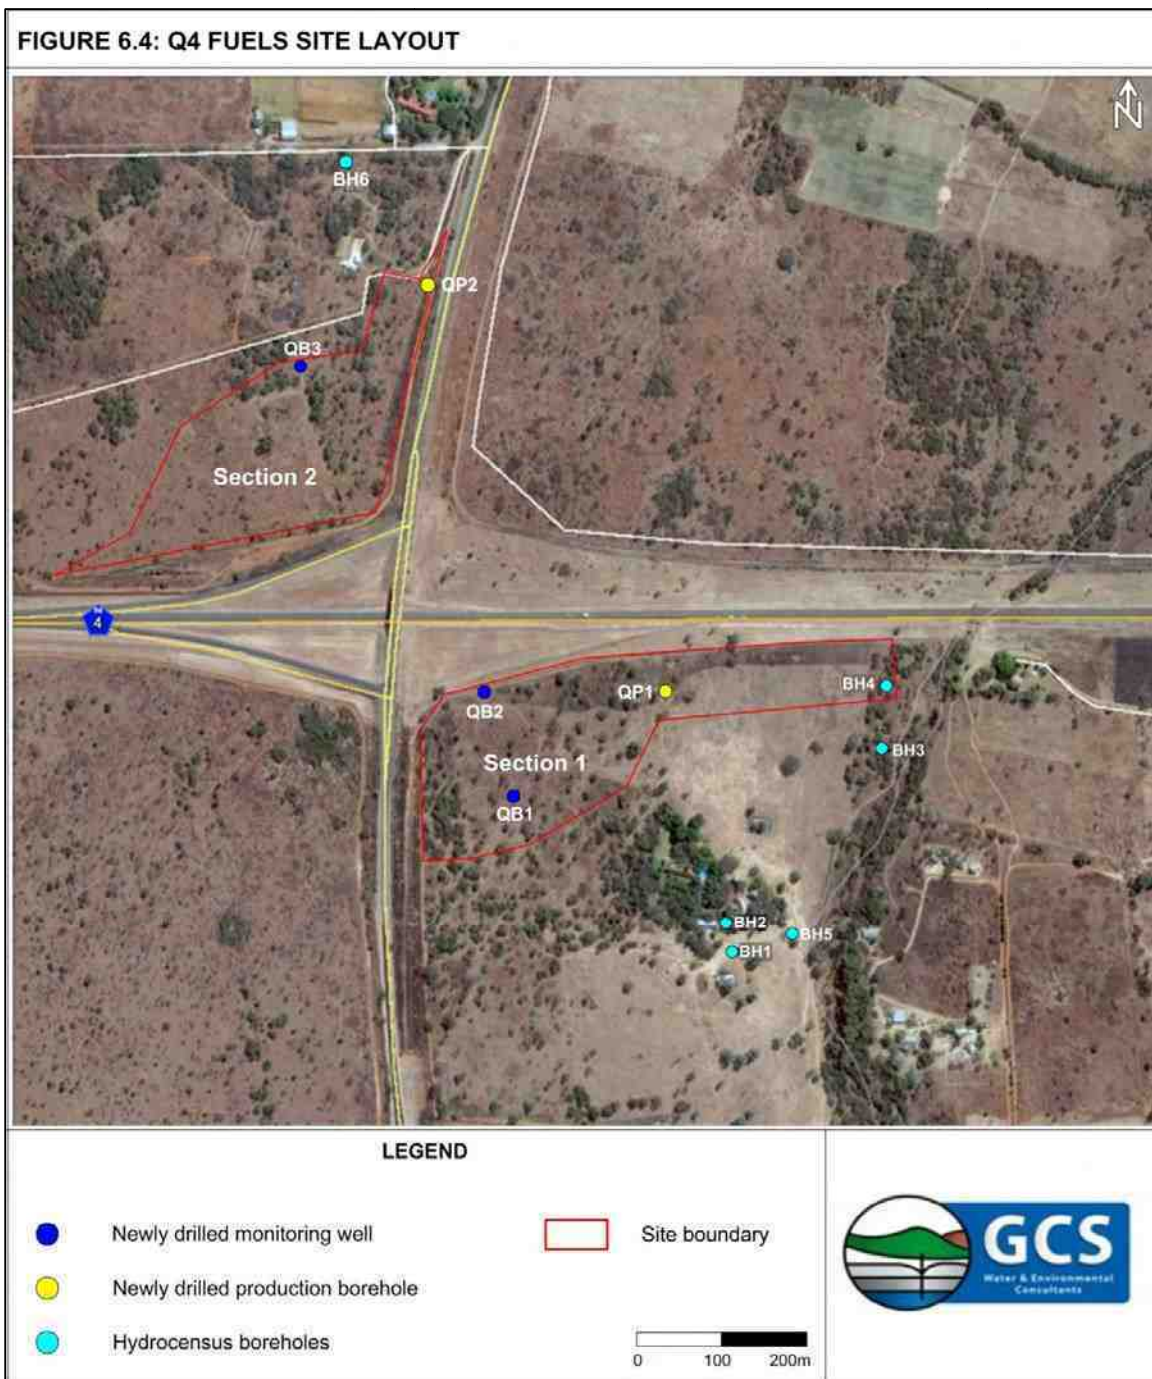 FIGURE 6.4: Q4 FUELS SITE LAYOUT
N
BH6
QP2
QB3
Section 2
4
QB2
QP1
BH4
Section 1
BH3
QB1
BH2
BH5
BH1
LEGEND
Newly drilled monitoring well
Site boundary
Newly drilled production borehole
Hydrocensus boreholes
0 100 200m
GCS
Water & Environmental
Consultants